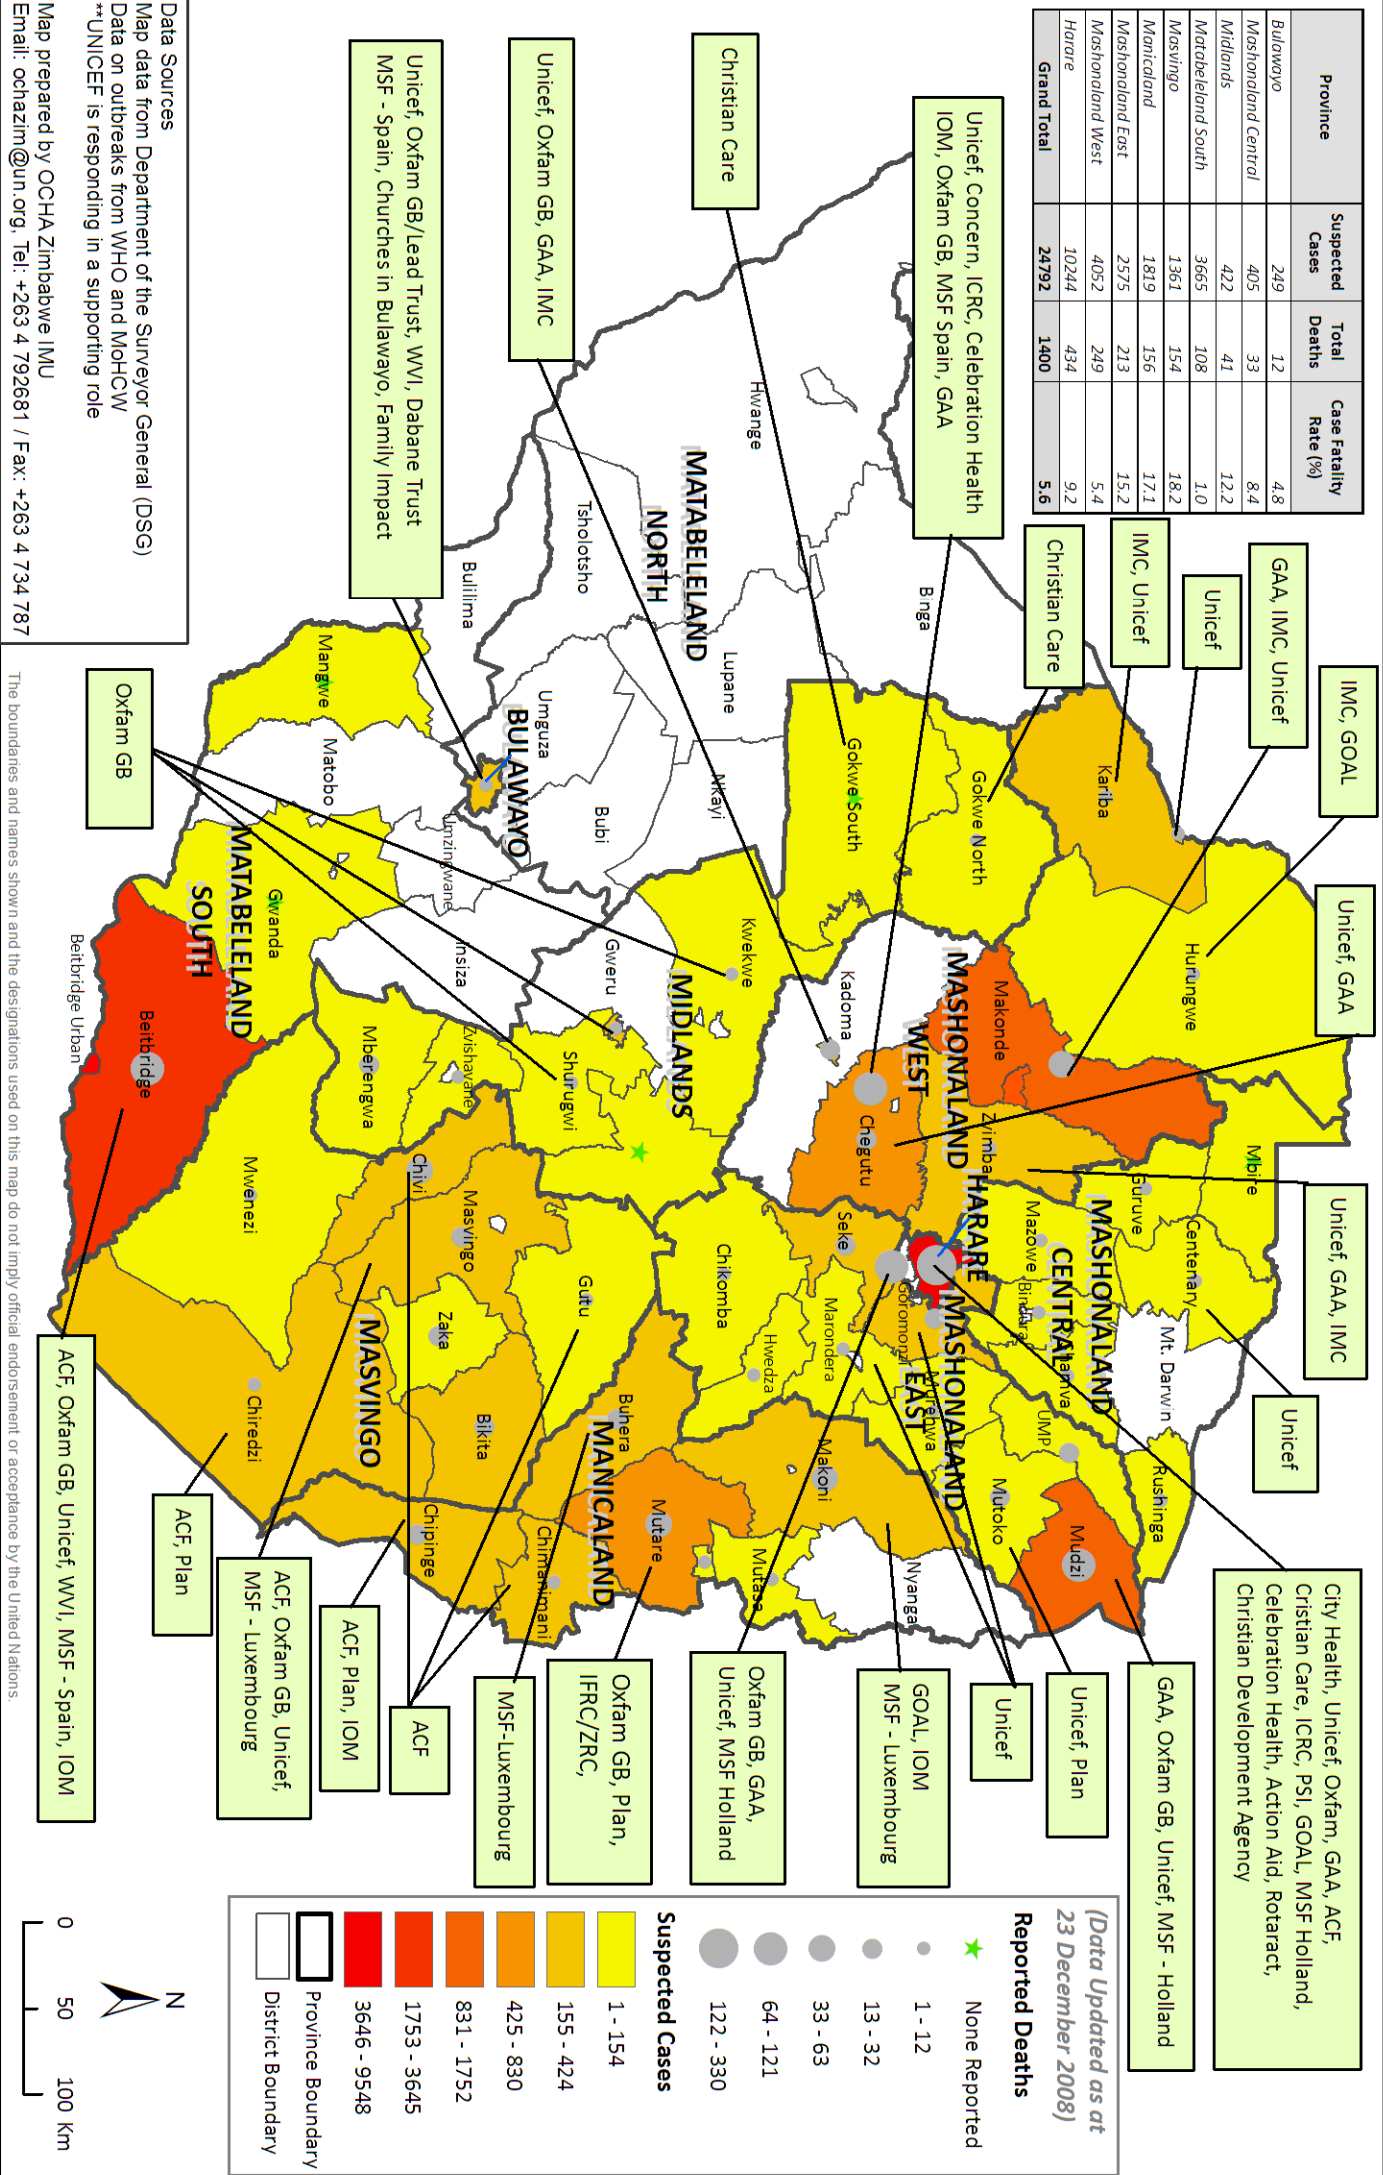 Province Suspected Cases Total Deaths Case Fatality Rate (%)
Bulawayo 249 12 4.8
Mashonaland Central 405 33 8.4
Midlands 422 41 12.2
Matabeleland South 3665 108 1.0
Masvingo 1361 154 18.2
Manicaland 1819 156 17.1
Mashonaland East 2575 213 15.2
Mashonaland West 4052 249 5.4
Harare 10244 434 9.2
Grand Total 24792 1400 5.6
IMC, GOAL
GAA, IMC, Unicef
Unicef
IMC, Unicef
Christian Care
Unicef, GAA
Unicef, GAA, IMC
Unicef
City Health, Unicef, Oxfam, GAA, ACF,
Cristian Care, ICRC, PSI, GOAL, MSF Holland,
Celebration Health, Action Aid, Rotaract,
Christian Development Agency
Unicef, Concern, ICRC, Celebration Health
IOM, Oxfam GB, MSF Spain, GAA
Christian Care
Unicef, Oxfam GB, GAA, IMC
Unicef, Oxfam GB/Lead Trust, WVI, Dabane Trust
MSF - Spain, Churches in Bulawayo, Family Impact
Oxfam GB
GAA, Oxfam GB, Unicef, MSF - Holland
Unicef, Plan
Unicef
GOAL, IOM
MSF - Luxembourg
Oxfam GB, GAA,
Unicef, MSF Holland
Oxfam GB, Plan,
IFRC/ZRC,
MSF-Luxembourg
ACF
ACF, Plan, IOM
ACF, Oxfam GB, Unicef,
MSF - Luxembourg
ACF, Plan
ACF, Oxfam GB, Unicef, WVI, MSF - Spain, IOM
Kariba
Hurungwe
Mbire
Guruve
Centenary
Mt. Darwin
Rushinga
MASHONALAND
CENTRAL
Mazowe
Bindura
UMP
Mudzi
Mutoko
Makonde
Zvimba
MASHONALAND
WEST
HARARE
MASHONALAND
EAST
Goromonzi
Murehwa
Gokwe North
Gokwe South
Binga
Hwange
Lupane
MATABELELAND
NORTH
Tsholotsho
Nkayi
Bubi
Umguza
BULAWAYO
Bulilima
Mangwe
Matobo
Umzingwane
Insiza
Gwanda
MATABELELAND
SOUTH
Beitbridge
Beitbridge Urban
Kadoma
Chegutu
Seke
Marondera
Makoni
Nyanga
Mutasa
Kwekwe
MIDLANDS
Gweru
Shurugwi
Zvishavane
Mberengwa
Chikomba
Hwedza
Buhera
MANICALAND
Mutare
Chimanimani
Chipinge
Gutu
Masvingo
Chivi
Zaka
Bikita
MASVINGO
Mwenezi
Chiredzi
(Data Updated as at
23 December 2008)
Reported Deaths
None Reported
1 - 12
13 - 32
33 - 63
64 - 121
122 - 330
Suspected Cases
1 - 154
155 - 424
425 - 830
831 - 1752
1753 - 3645
3646 - 9548
Province Boundary
District Boundary
N
0 50 100 Km
Data Sources
Map data from Department of the Surveyor General (DSG)
Data on outbreaks from WHO and MoHCW
**UNICEF is responding in a supporting role
Map prepared by OCHA Zimbabwe IMU
Email: ochazim@un.org, Tel: +263 4 792681 / Fax: +263 4 734 787
The boundaries and names shown and the designations used on this map do not imply official endorsement or acceptance by the United Nations.